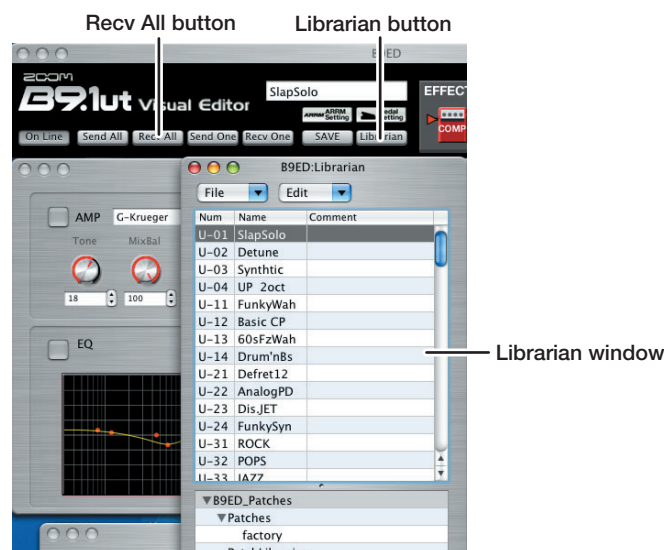 Recv All button
Librarian button
B9ED
ZOOM
B9.1ut Visual Editor
SlapSolo
ARRM ARRM Setting
Pedal Setting
EFFEC
On Line Send All Recv All Send One Recv One SAVE Librarian
COMP
B9ED:Librarian
File Edit
AMP G-Krueger
Tone MixBal
18 100
EQ
Num Name Comment
U-01 SlapSolo
U-02 Detune
U-03 Synthtic
U-04 UP 2oct
U-11 FunkyWah
U-12 Basic CP
U-13 60sFzWah
U-14 Drum'nBs
U-21 Defret12
U-22 AnalogPD
U-23 Dis.JET
U-24 FunkySyn
U-31 ROCK
U-32 POPS
U-33 JAZZ
Librarian window
B9ED_Patches
Patches
factory